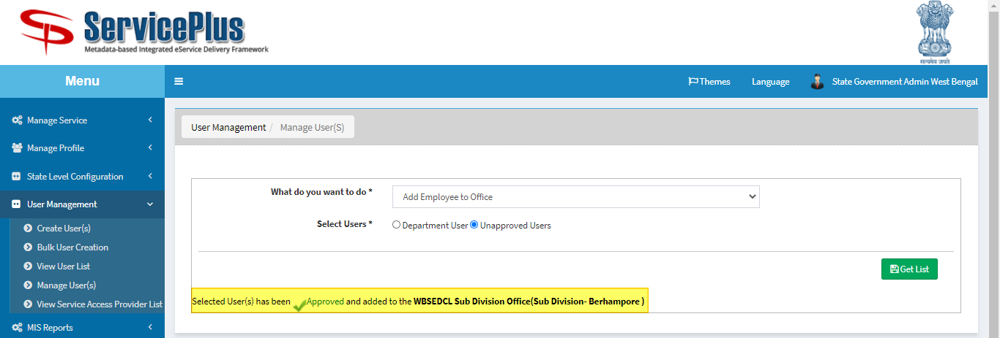 ServicePlus
Metadata-based Integrated eService Delivery Framework
सत्यमेव जयते
Menu
Themes
Language
State Government Admin West Bengal
Manage Service
Manage Profile
State Level Configuration
User Management
Create User(s)
Bulk User Creation
View User List
Manage User(s)
View Service Access Provider List
MIS Reports
User Management / Manage User(S)
What do you want to do *
Add Employee to Office
Select Users *
Department User Unapproved Users
Get List
Selected User(s) has been Approved and added to the WBSEDCL Sub Division Office(Sub Division- Berhampore )